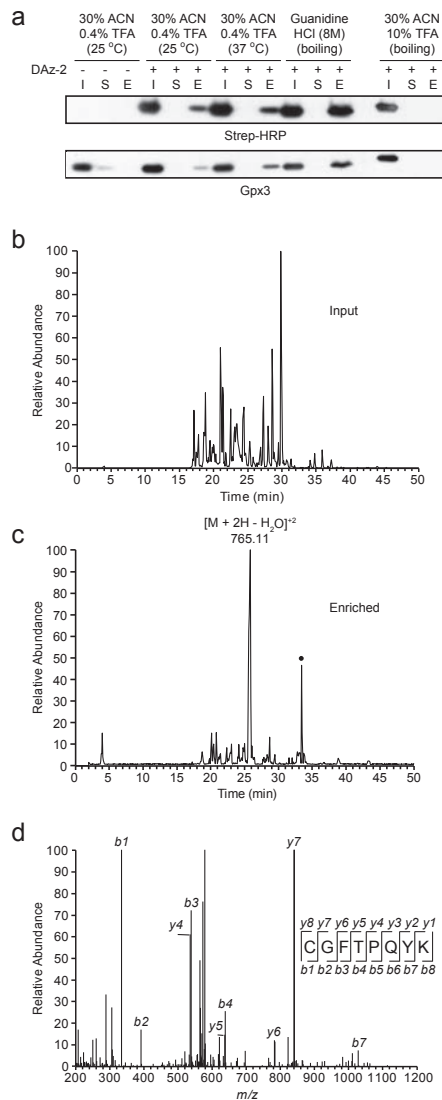 a
30% ACN 30% ACN 30% ACN Guanidine 30% ACN
0.4% TFA 0.4% TFA 0.4% TFA HCl (8M) 10% TFA
(25 °C) (25 °C) (37 °C) (boiling) (boiling)
DAz-2 - - - + + + + + + + + + + + +
I S E I S E I S E I S E I S E
Strep-HRP
Gpx3
b
100
90
80
70
60
50
40
30
20
10
0
Relative Abundance
Input
0 5 10 15 20 25 30 35 40 45 50
Time (min)
c
[M + 2H - H2O]+2
765.11
100
90
80
70
60
50
40
30
20
10
0
Relative Abundance
Enriched
0 5 10 15 20 25 30 35 40 45 50
Time (min)
d
100
90
80
70
60
50
40
30
20
10
0
Relative Abundance
b1
b3
y7
y4
b4
b2
y5
y6
b7
y8 y7 y6 y5 y4 y3 y2 y1
C G F T P Q Y K
b1 b2 b3 b4 b5 b6 b7 b8
200 300 400 500 600 700 800 900 1000 1100 1200
m/z